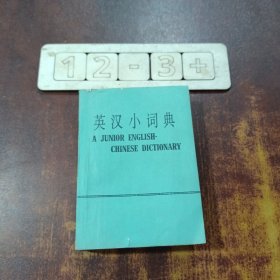 12-3+
英汉小词典
A JUNIOR ENGLISH-
CHINESE DICTIONARY